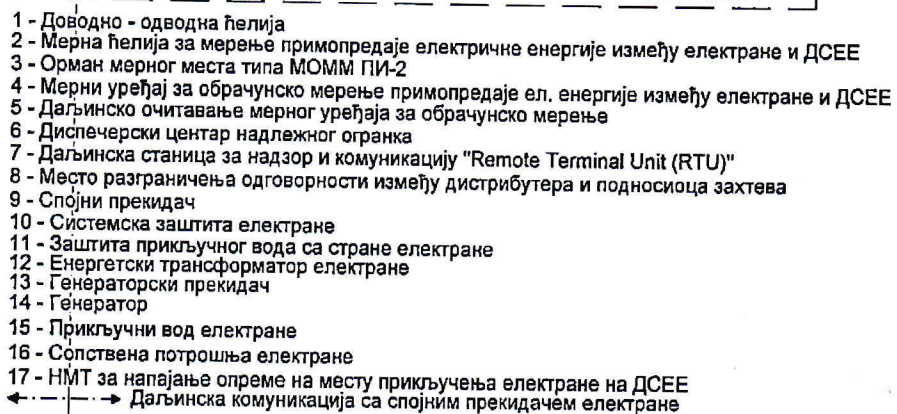 1 - Доводно - одводна ћелија
2 - Мерна ћелија за мерење примопредаје електричне енергије између електране и ДСЕЕ
3 - Орман мерног места типа МОММ ПИ-2
4 - Мерни уређај за обрачунско мерење примопредаје ел. енергије између електране и ДСЕЕ
5 - Даљинско очитавање мерног уређаја за обрачунско мерење
6 - Диспечерски центар надлежног огранка
7 - Даљинска станица за надзор и комуникацију "Remote Terminal Unit (RTU)"
8 - Место разграничења одговорности између дистрибутера и подносиоца захтева
9 - Спојни прекидач
10 - Системска заштита електране
11 - Заштита прикључног вода са стране електране
12 - Енергетски трансформатор електране
13 - Генераторски прекидач
14 - Генератор
15 - Прикључни вод електране
16 - Сопствена потрошња електране
17 - НМТ за напајање опреме на месту прикључења електране на ДСЕЕ
Даљинска комуникација са спојним прекидачем електране